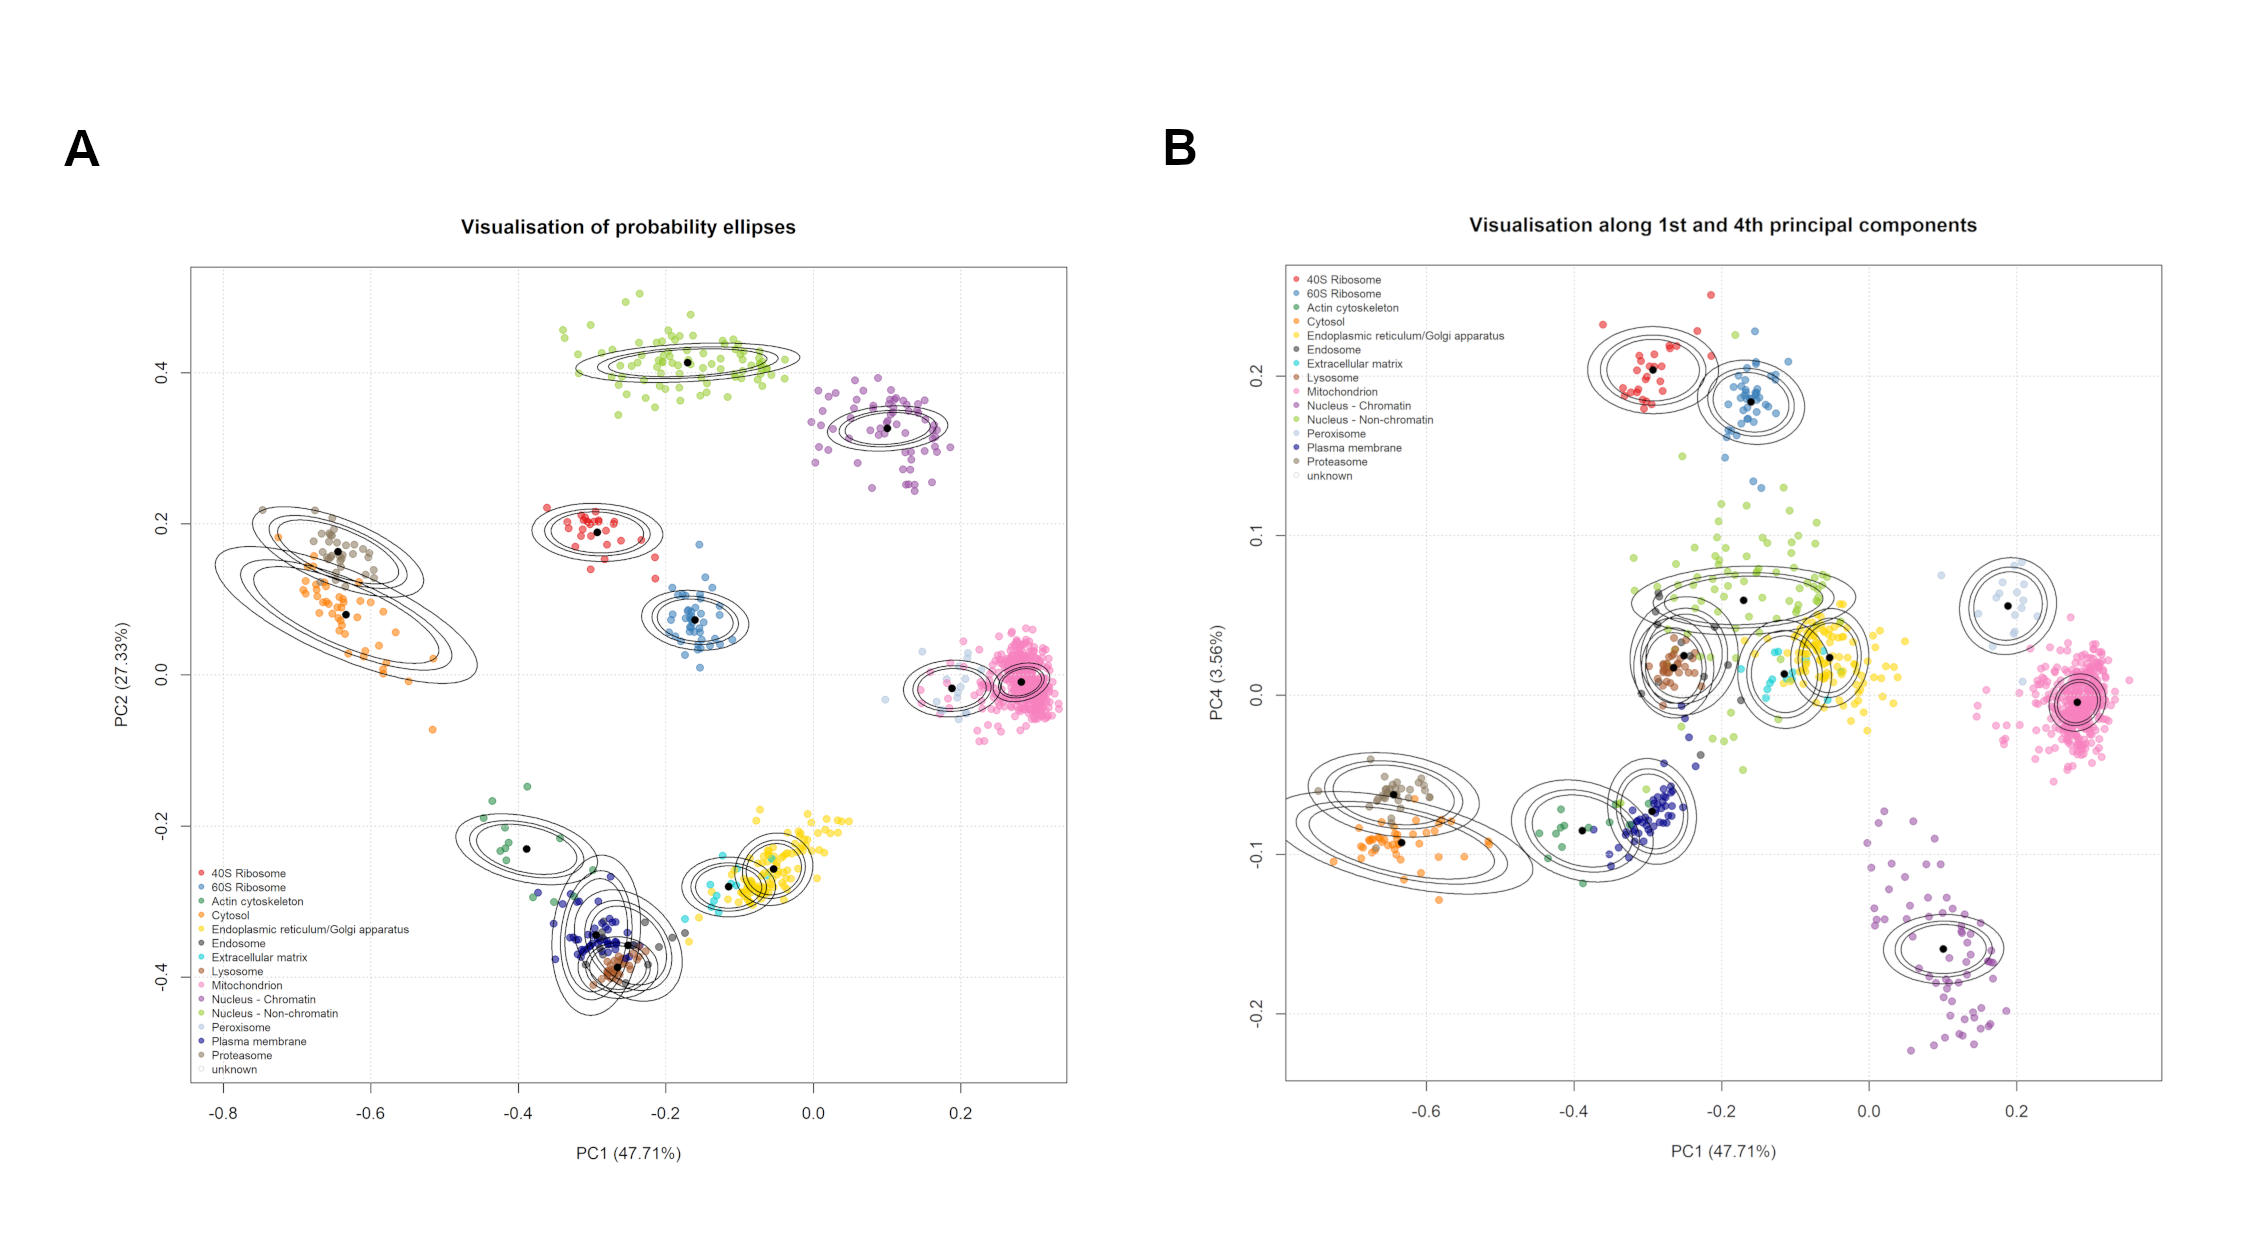 A
B
Visualisation of probability ellipses
0.4
0.2
0.0
-0.2
-0.4
PC2 (27.33%)
40S Ribosome
60S Ribosome
Actin cytoskeleton
Cytosol
Endoplasmic reticulum/Golgi apparatus
Endosome
Extracellular matrix
Lysosome
Mitochondrion
Nucleus - Chromatin
Nucleus - Non-chromatin
Peroxisome
Plasma membrane
Proteasome
unknown
-0.8 -0.6 -0.4 -0.2 0.0 0.2
PC1 (47.71%)
Visualisation along 1st and 4th principal components
40S Ribosome
60S Ribosome
Actin cytoskeleton
Cytosol
Endoplasmic reticulum/Golgi apparatus
Endosome
Extracellular matrix
Lysosome
Mitochondrion
Nucleus - Chromatin
Nucleus - Non-chromatin
Peroxisome
Plasma membrane
Proteasome
unknown
0.2
0.1
0.0
-0.1
-0.2
PC4 (3.56%)
-0.6 -0.4 -0.2 0.0 0.2
PC1 (47.71%)